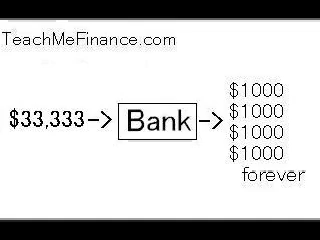 TeachMeFinance.com
$1000
$1000
$33,333 -> Bank -> $1000
$1000
forever